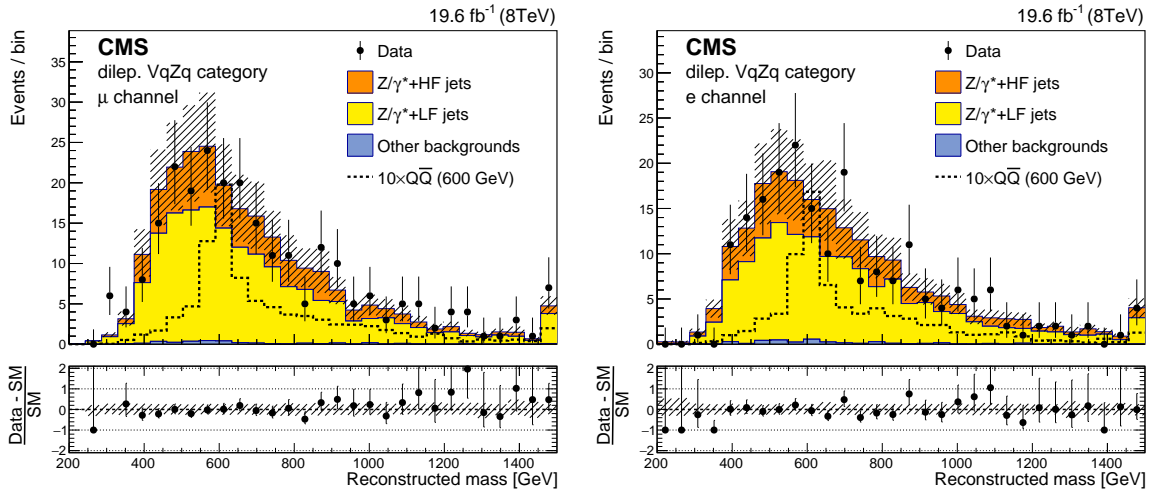 19.6 fb⁻¹ (8TeV)
Events / bin
CMS
dilep. VqZq category
μ channel
Data
Z/γ*+HF jets
Z/γ*+LF jets
Other backgrounds
10×QQ̅ (600 GeV)
35
30
25
20
15
10
5
0
Data - SM
SM
2
1
0
−1
−2
200 400 600 800 1000 1200 1400
Reconstructed mass [GeV]
19.6 fb⁻¹ (8TeV)
Events / bin
CMS
dilep. VqZq category
e channel
Data
Z/γ*+HF jets
Z/γ*+LF jets
Other backgrounds
10×QQ̅ (600 GeV)
30
25
20
15
10
5
0
Data - SM
SM
2
1
0
−1
−2
200 400 600 800 1000 1200 1400
Reconstructed mass [GeV]